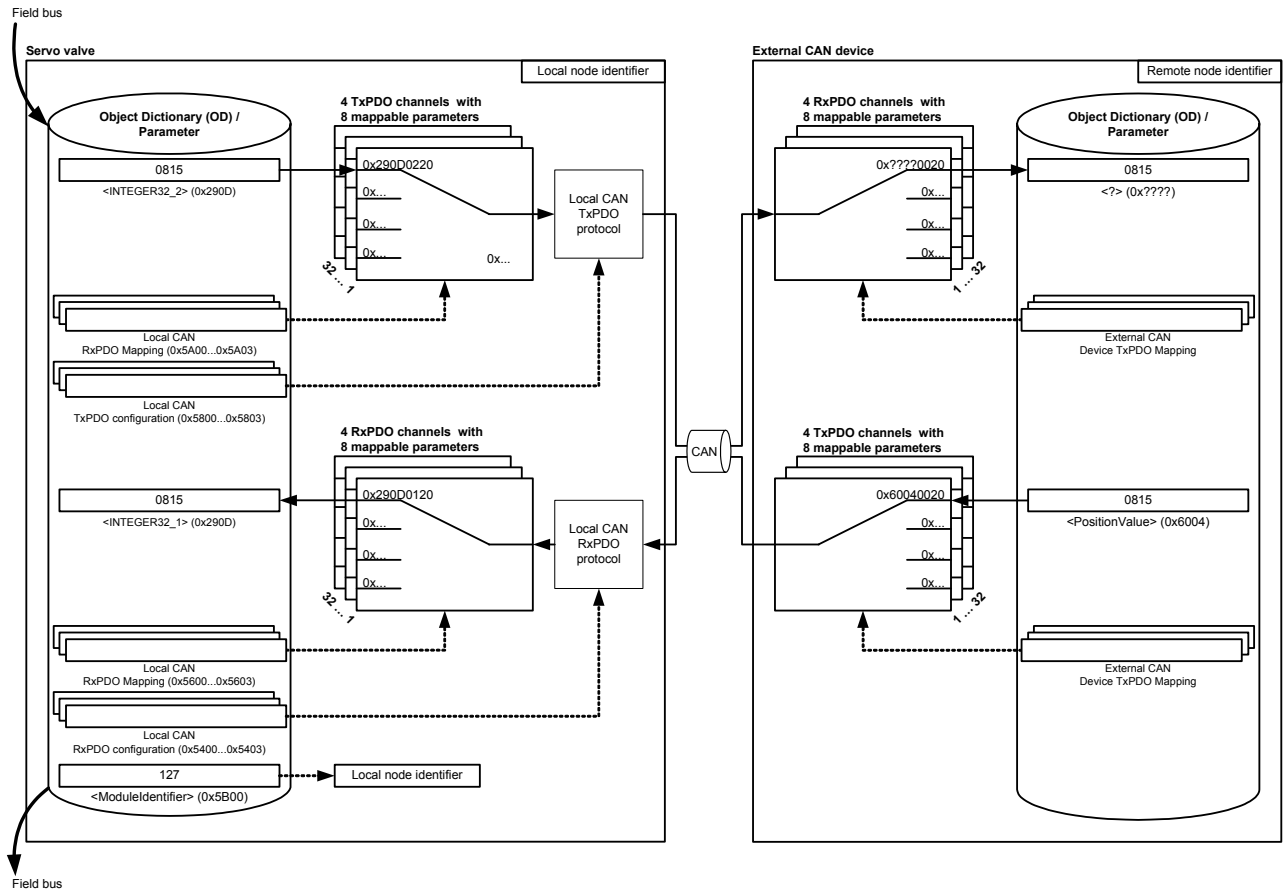 Field bus
Servo valve
Local node identifier
Object Dictionary (OD) /
Parameter
0815
<INTEGER32_2> (0x290D)
4 TxPDO channels with
8 mappable parameters
0x290D0220
0x...
0x...
0x...
0x...
32 ... 1
Local CAN
TxPDO
protocol
Local CAN
RxPDO Mapping (0x5A00...0x5A03)
Local CAN
TxPDO configuration (0x5800...0x5803)
4 RxPDO channels with
8 mappable parameters
0815
<INTEGER32_1> (0x290D)
0x290D0120
0x...
0x...
0x...
32 ... 1
Local CAN
RxPDO
protocol
Local CAN
RxPDO Mapping (0x5600...0x5603)
Local CAN
RxPDO configuration (0x5400...0x5403)
127
<ModuleIdentifier> (0x5B00)
Local node identifier
Field bus
CAN
External CAN device
Remote node identifier
4 RxPDO channels with
8 mappable parameters
0x????0020
0x...
0x...
0x...
1 ... 32
Object Dictionary (OD) /
Parameter
0815
<?> (0x????)
External CAN
Device TxPDO Mapping
4 TxPDO channels with
8 mappable parameters
0x60040020
0x...
0x...
0x...
1 ... 32
0815
<PositionValue> (0x6004)
External CAN
Device TxPDO Mapping